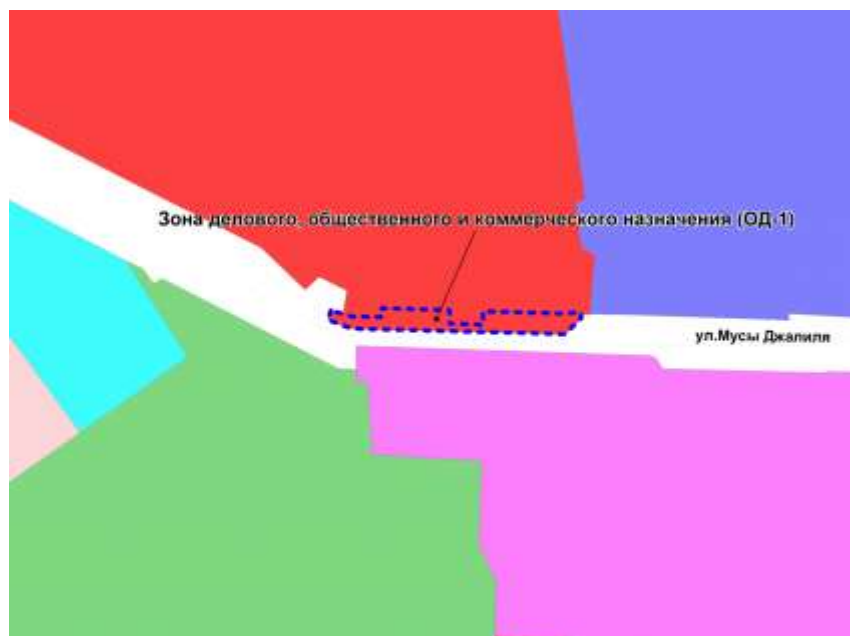 Зона делового, общественного и коммерческого назначения (ОД-1)
ул.Мусы Джалиля